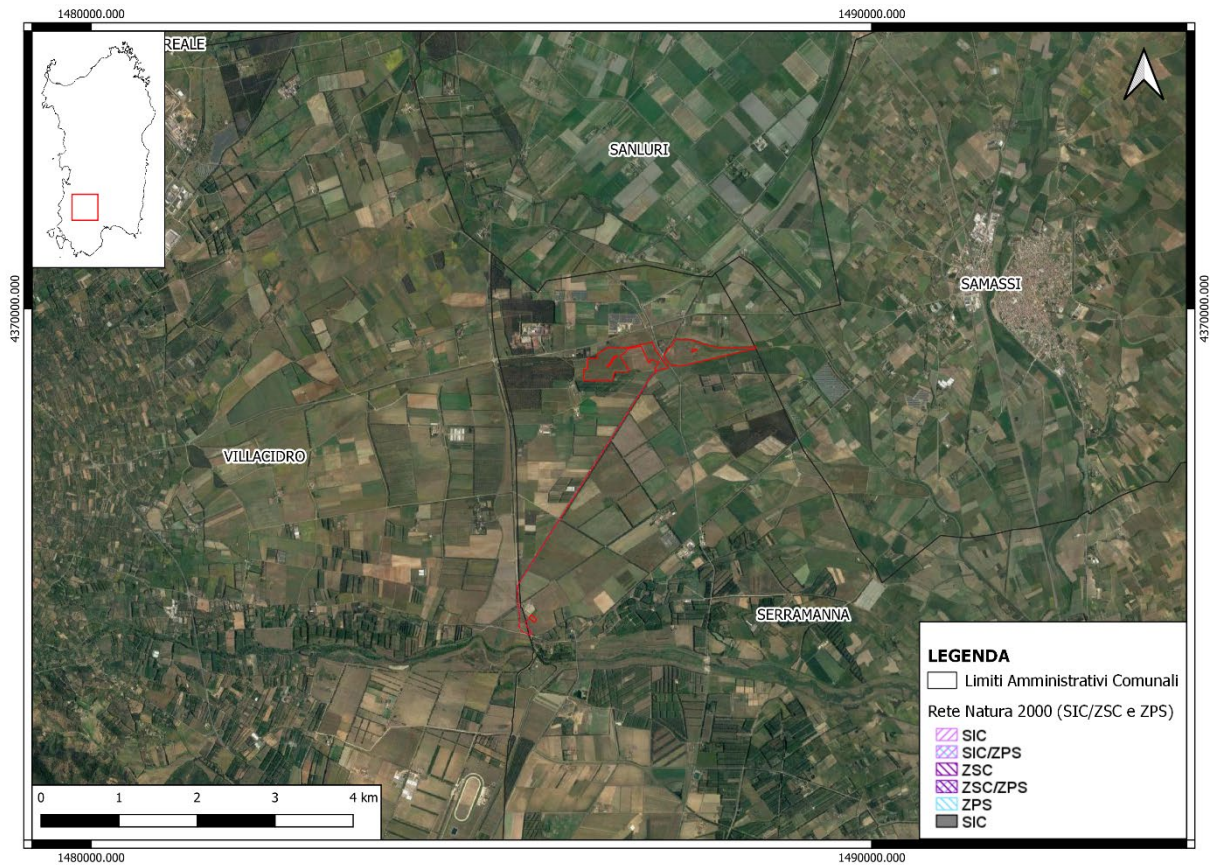 1480000.000
1490000.000
REALE
SANLURI
SAMASSI
4370000.000
4370000.000
VILLACIDRO
SERRAMANNA
LEGENDA
Limiti Amministrativi Comunali
Rete Natura 2000 (SIC/ZSC e ZPS)
SIC
SIC/ZPS
ZSC
ZSC/ZPS
ZPS
SIC
0 1 2 3 4 km
1480000.000
1490000.000